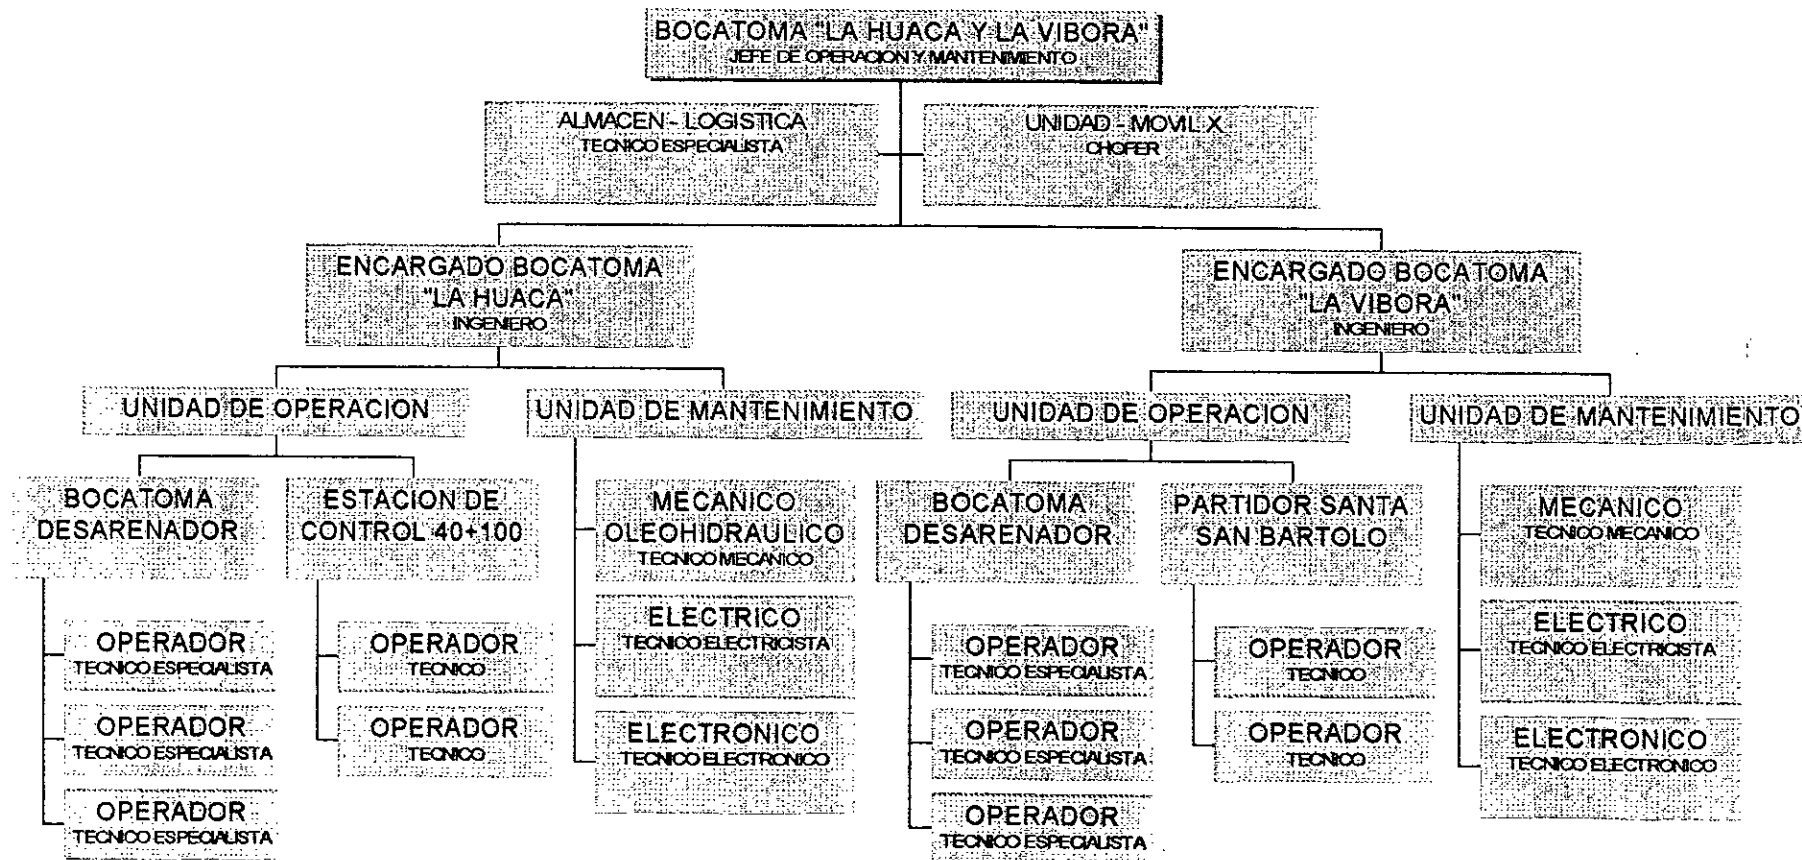 BOCATOMA "LA HUACA Y LA VIBORA"
JEFE DE OPERACION Y MANTENIMIENTO
ALMACEN - LOGISTICA
TECNICO ESPECIALISTA
UNIDAD - MOVIL X
CHOFER
ENCARGADO BOCATOMA
"LA HUACA"
INGENIERO
ENCARGADO BOCATOMA
"LA VIBORA"
INGENIERO
UNIDAD DE OPERACION
UNIDAD DE MANTENIMIENTO
UNIDAD DE OPERACION
UNIDAD DE MANTENIMIENTO
BOCATOMA
DESARENADOR
ESTACION DE
CONTROL 40+100
MECANICO
OLEOHIDRAULICO
TECNICO MECANICO
BOCATOMA
DESARENADOR
PARTIDOR SANTA
SAN BARTOLO
MECANICO
TECNICO MECANICO
OPERADOR
TECNICO ESPECIALISTA
OPERADOR
TECNICO
ELECTRICO
TECNICO ELECTRICISTA
OPERADOR
TECNICO ESPECIALISTA
OPERADOR
TECNICO
ELECTRICO
TECNICO ELECTRICISTA
OPERADOR
TECNICO ESPECIALISTA
OPERADOR
TECNICO
ELECTRONICO
TECNICO ELECTRONICO
OPERADOR
TECNICO ESPECIALISTA
OPERADOR
TECNICO
ELECTRONICO
TECNICO ELECTRONICO
OPERADOR
TECNICO ESPECIALISTA
OPERADOR
TECNICO ESPECIALISTA